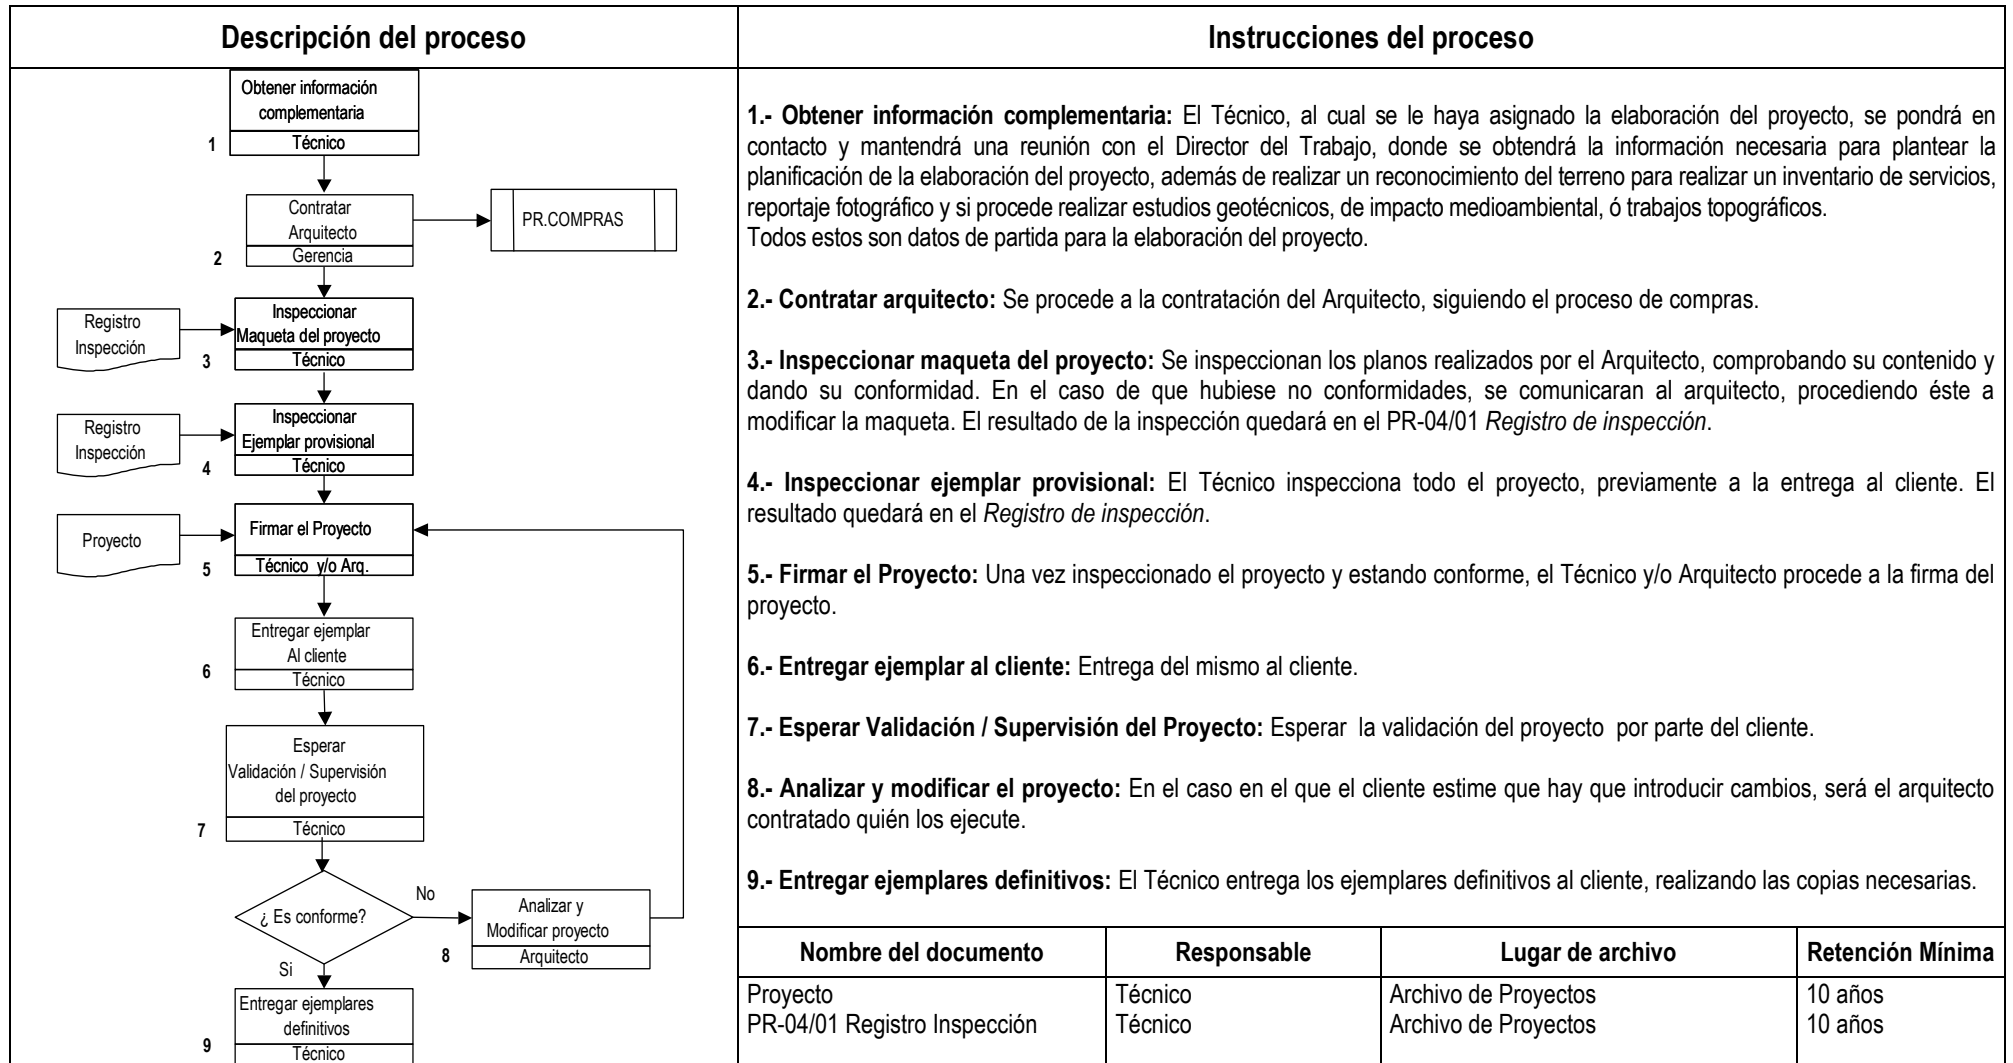 Descripción del proceso
Obtener información
complementaria
1
Técnico
Contratar
Arquitecto
PR.COMPRAS
2
Gerencia
Registro
Inspección
Inspeccionar
Maqueta del proyecto
3
Técnico
Registro
Inspección
Inspeccionar
Ejemplar provisional
4
Técnico
Proyecto
Firmar el Proyecto
5
Técnico y/o Arq.
Entregar ejemplar
Al cliente
6
Técnico
Esperar
Validación / Supervisión
del proyecto
7
Técnico
¿ Es conforme?
No
Analizar y
Modificar proyecto
8
Arquitecto
Si
Entregar ejemplares
definitivos
9
Técnico
Instrucciones del proceso
1.- Obtener información complementaria: El Técnico, al cual se le haya asignado la elaboración del proyecto, se pondrá en
contacto y mantendrá una reunión con el Director del Trabajo, donde se obtendrá la información necesaria para plantear la
planificación de la elaboración del proyecto, además de realizar un reconocimiento del terreno para realizar un inventario de servicios,
reportaje fotográfico y si procede realizar estudios geotécnicos, de impacto medioambiental, ó trabajos topográficos.
Todos estos son datos de partida para la elaboración del proyecto.
2.- Contratar arquitecto: Se procede a la contratación del Arquitecto, siguiendo el proceso de compras.
3.- Inspeccionar maqueta del proyecto: Se inspeccionan los planos realizados por el Arquitecto, comprobando su contenido y
dando su conformidad. En el caso de que hubiese no conformidades, se comunicaran al arquitecto, procediendo éste a
modificar la maqueta. El resultado de la inspección quedará en el PR-04/01 Registro de inspección.
4.- Inspeccionar ejemplar provisional: El Técnico inspecciona todo el proyecto, previamente a la entrega al cliente. El
resultado quedará en el Registro de inspección.
5.- Firmar el Proyecto: Una vez inspeccionado el proyecto y estando conforme, el Técnico y/o Arquitecto procede a la firma del
proyecto.
6.- Entregar ejemplar al cliente: Entrega del mismo al cliente.
7.- Esperar Validación / Supervisión del Proyecto: Esperar la validación del proyecto por parte del cliente.
8.- Analizar y modificar el proyecto: En el caso en el que el cliente estime que hay que introducir cambios, será el arquitecto
contratado quién los ejecute.
9.- Entregar ejemplares definitivos: El Técnico entrega los ejemplares definitivos al cliente, realizando las copias necesarias.
Nombre del documento Responsable Lugar de archivo Retención Mínima
Proyecto Técnico Archivo de Proyectos 10 años
PR-04/01 Registro Inspección Técnico Archivo de Proyectos 10 años